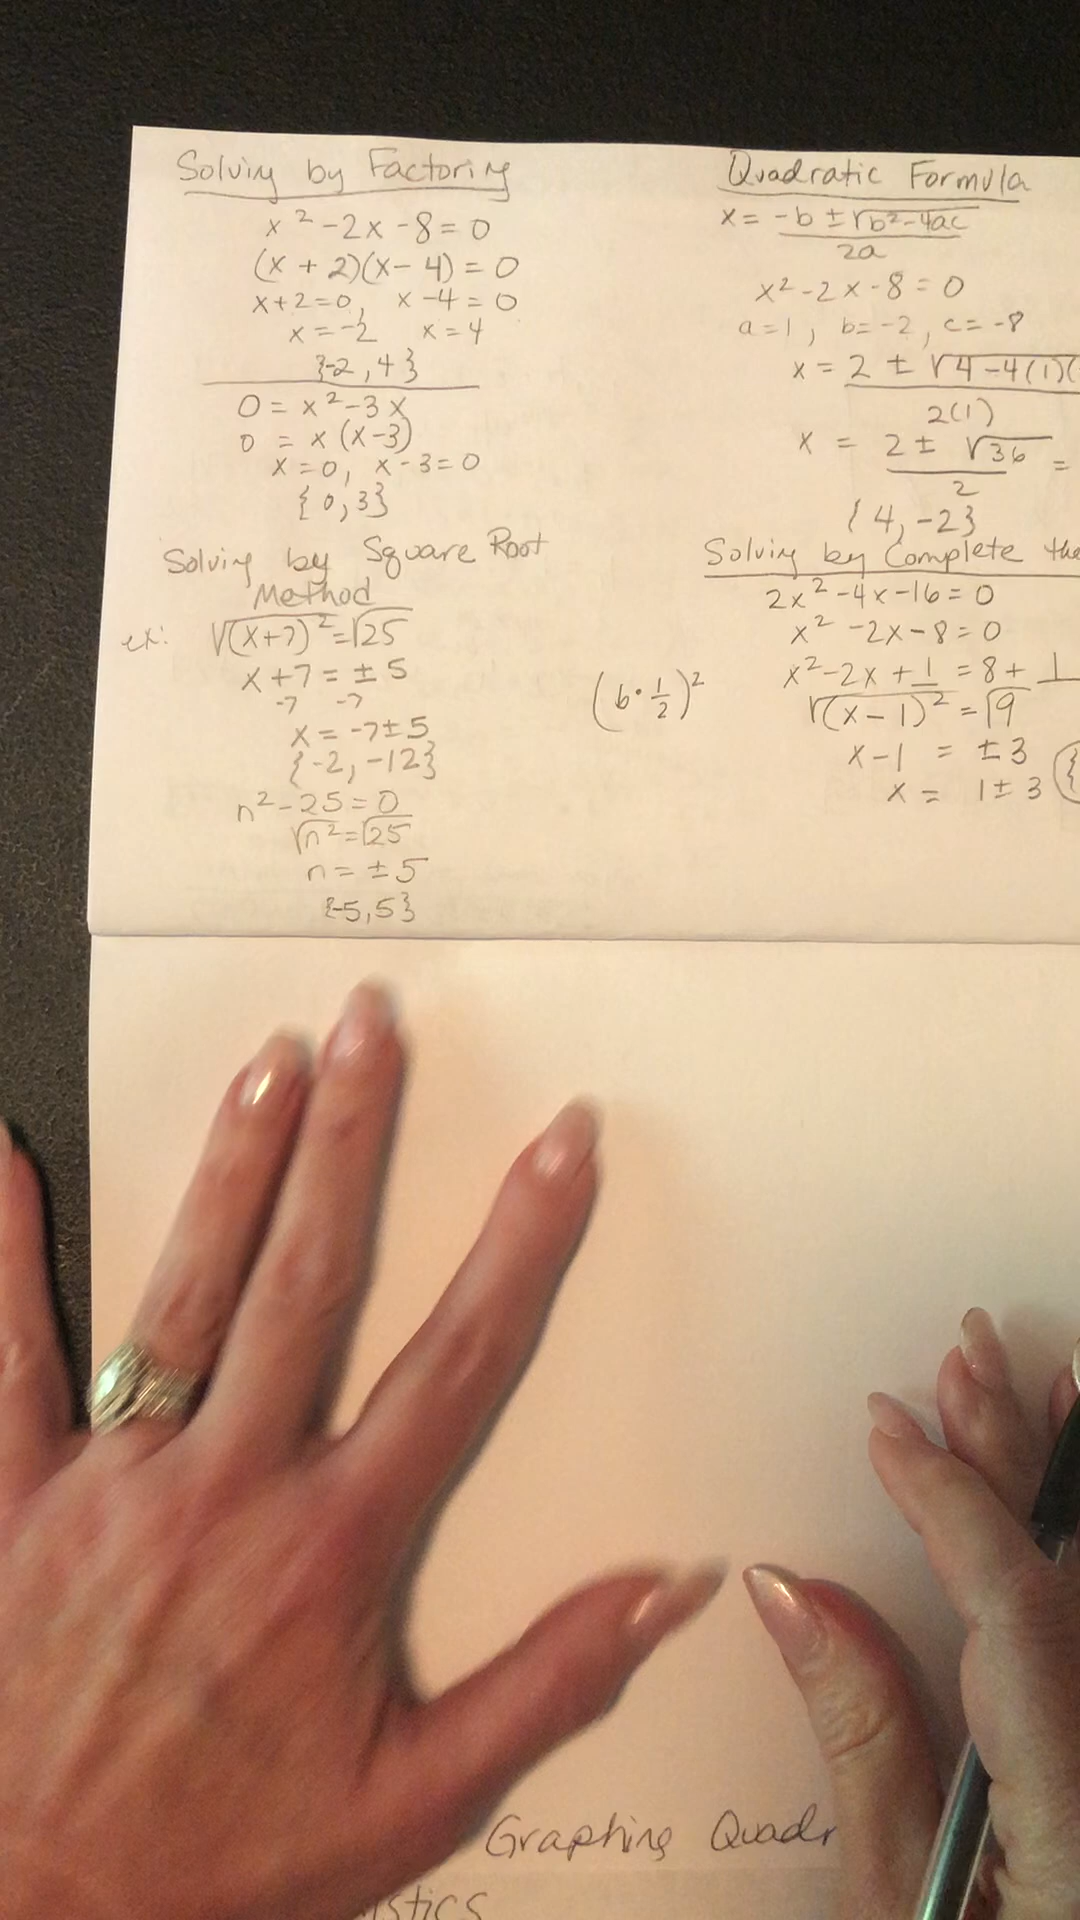 Solving by Factoring
x² - 2x - 8 = 0
(x + 2)(x - 4) = 0
x + 2 = 0, x - 4 = 0
x = -2 x = 4
{-2, 4}
0 = x² - 3x
0 = x (x - 3)
x = 0, x - 3 = 0
{0, 3}
Solving by Square Root
Method
ex: √(x+7)² = √25
x + 7 = ± 5
-7 -7
x = -7 ± 5
{-2, -12}
n² - 25 = 0
√n² = √25
n = ± 5
{-5, 5}
Quadratic Formula
x = -b ± √b² - 4ac
2a
x² - 2x - 8 = 0
a = 1, b = -2, c = -8
x = 2 ± √4 - 4(1)(
2(1)
x = 2 ± √36 =
2
{4, -2}
Solving by Complete the
2x² - 4x - 16 = 0
x² - 2x - 8 = 0
x² - 2x + 1 = 8 + 1
(b · 1/2)²
√(x - 1)² = √9
x - 1 = ± 3
x = 1 ± 3 {
Graphing Quadr
stics